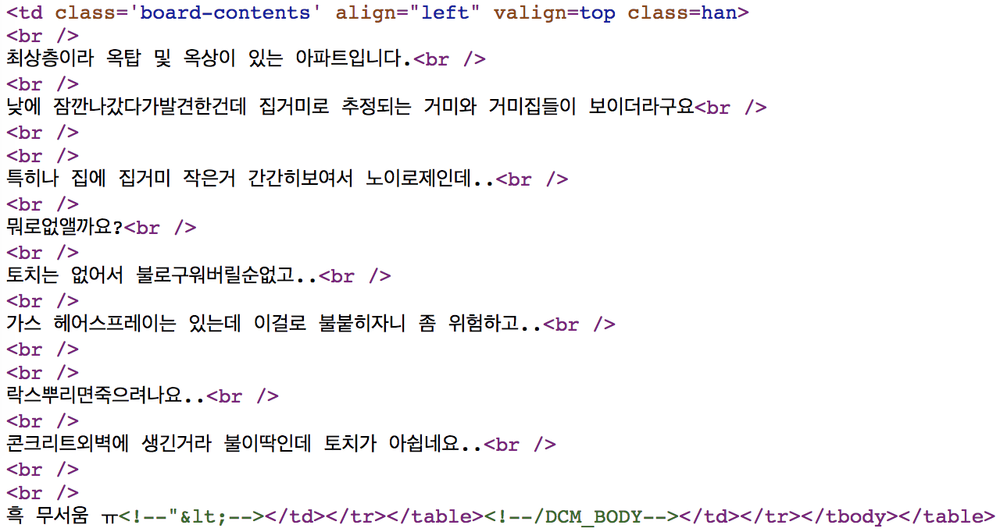 <td class='board-contents' align="left" valign=top class=han>
<br />
최상층이라 옥탑 및 옥상이 있는 아파트입니다.<br />
<br />
낮에 잠깐나갔다가발견한건데 집거미로 추정되는 거미와 거미집들이 보이더라구요<br />
<br />
<br />
특히나 집에 집거미 작은거 간간히보여서 노이로제인데..<br />
<br />
뭐로없앨까요?<br />
<br />
토치는 없어서 불로구워버릴순없고..<br />
<br />
가스 헤어스프레이는 있는데 이걸로 불붙히자니 좀 위험하고..<br />
<br />
<br />
락스뿌리면죽으려나요..<br />
<br />
콘크리트외벽에 생긴거라 불이딱인데 토치가 아쉽네요..<br />
<br />
<br />
흑 무서움 ㅠ<!--"&lt;--></td></tr></table><!--/DCM_BODY--></td></tr></tbody></table>